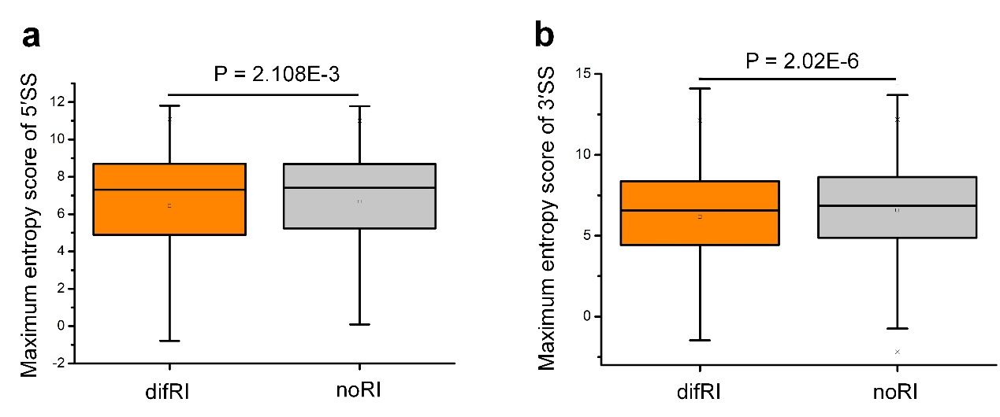 a
P = 2.108E-3
Maximum entropy score of 5'SS
12
10
8
6
4
2
0
-2
difRI
noRI
b
P = 2.02E-6
Maximum entropy score of 3'SS
15
10
5
0
difRI
noRI